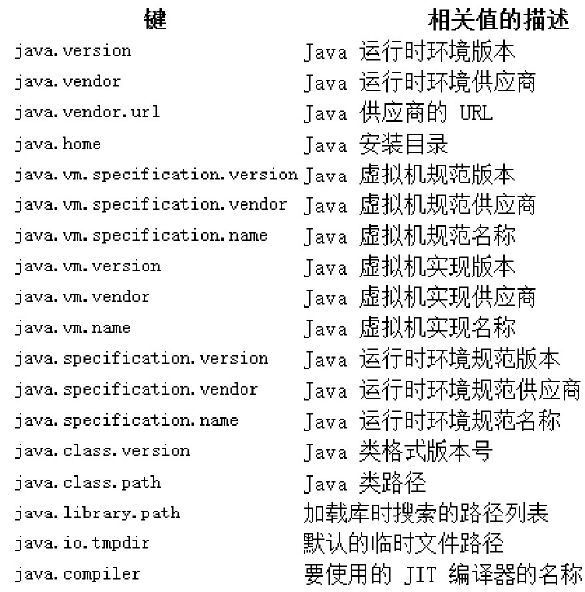 键 相关值的描述
java.version Java 运行时环境版本
java.vendor Java 运行时环境供应商
java.vendor.url Java 供应商的 URL
java.home Java 安装目录
java.vm.specification.version Java 虚拟机规范版本
java.vm.specification.vendor Java 虚拟机规范供应商
java.vm.specification.name Java 虚拟机规范名称
java.vm.version Java 虚拟机实现版本
java.vm.vendor Java 虚拟机实现供应商
java.vm.name Java 虚拟机实现名称
java.specification.version Java 运行时环境规范版本
java.specification.vendor Java 运行时环境规范供应商
java.specification.name Java 运行时环境规范名称
java.class.version Java 类格式版本号
java.class.path Java 类路径
java.library.path 加载库时搜索的路径列表
java.io.tmpdir 默认的临时文件路径
java.compiler 要使用的 JIT 编译器的名称